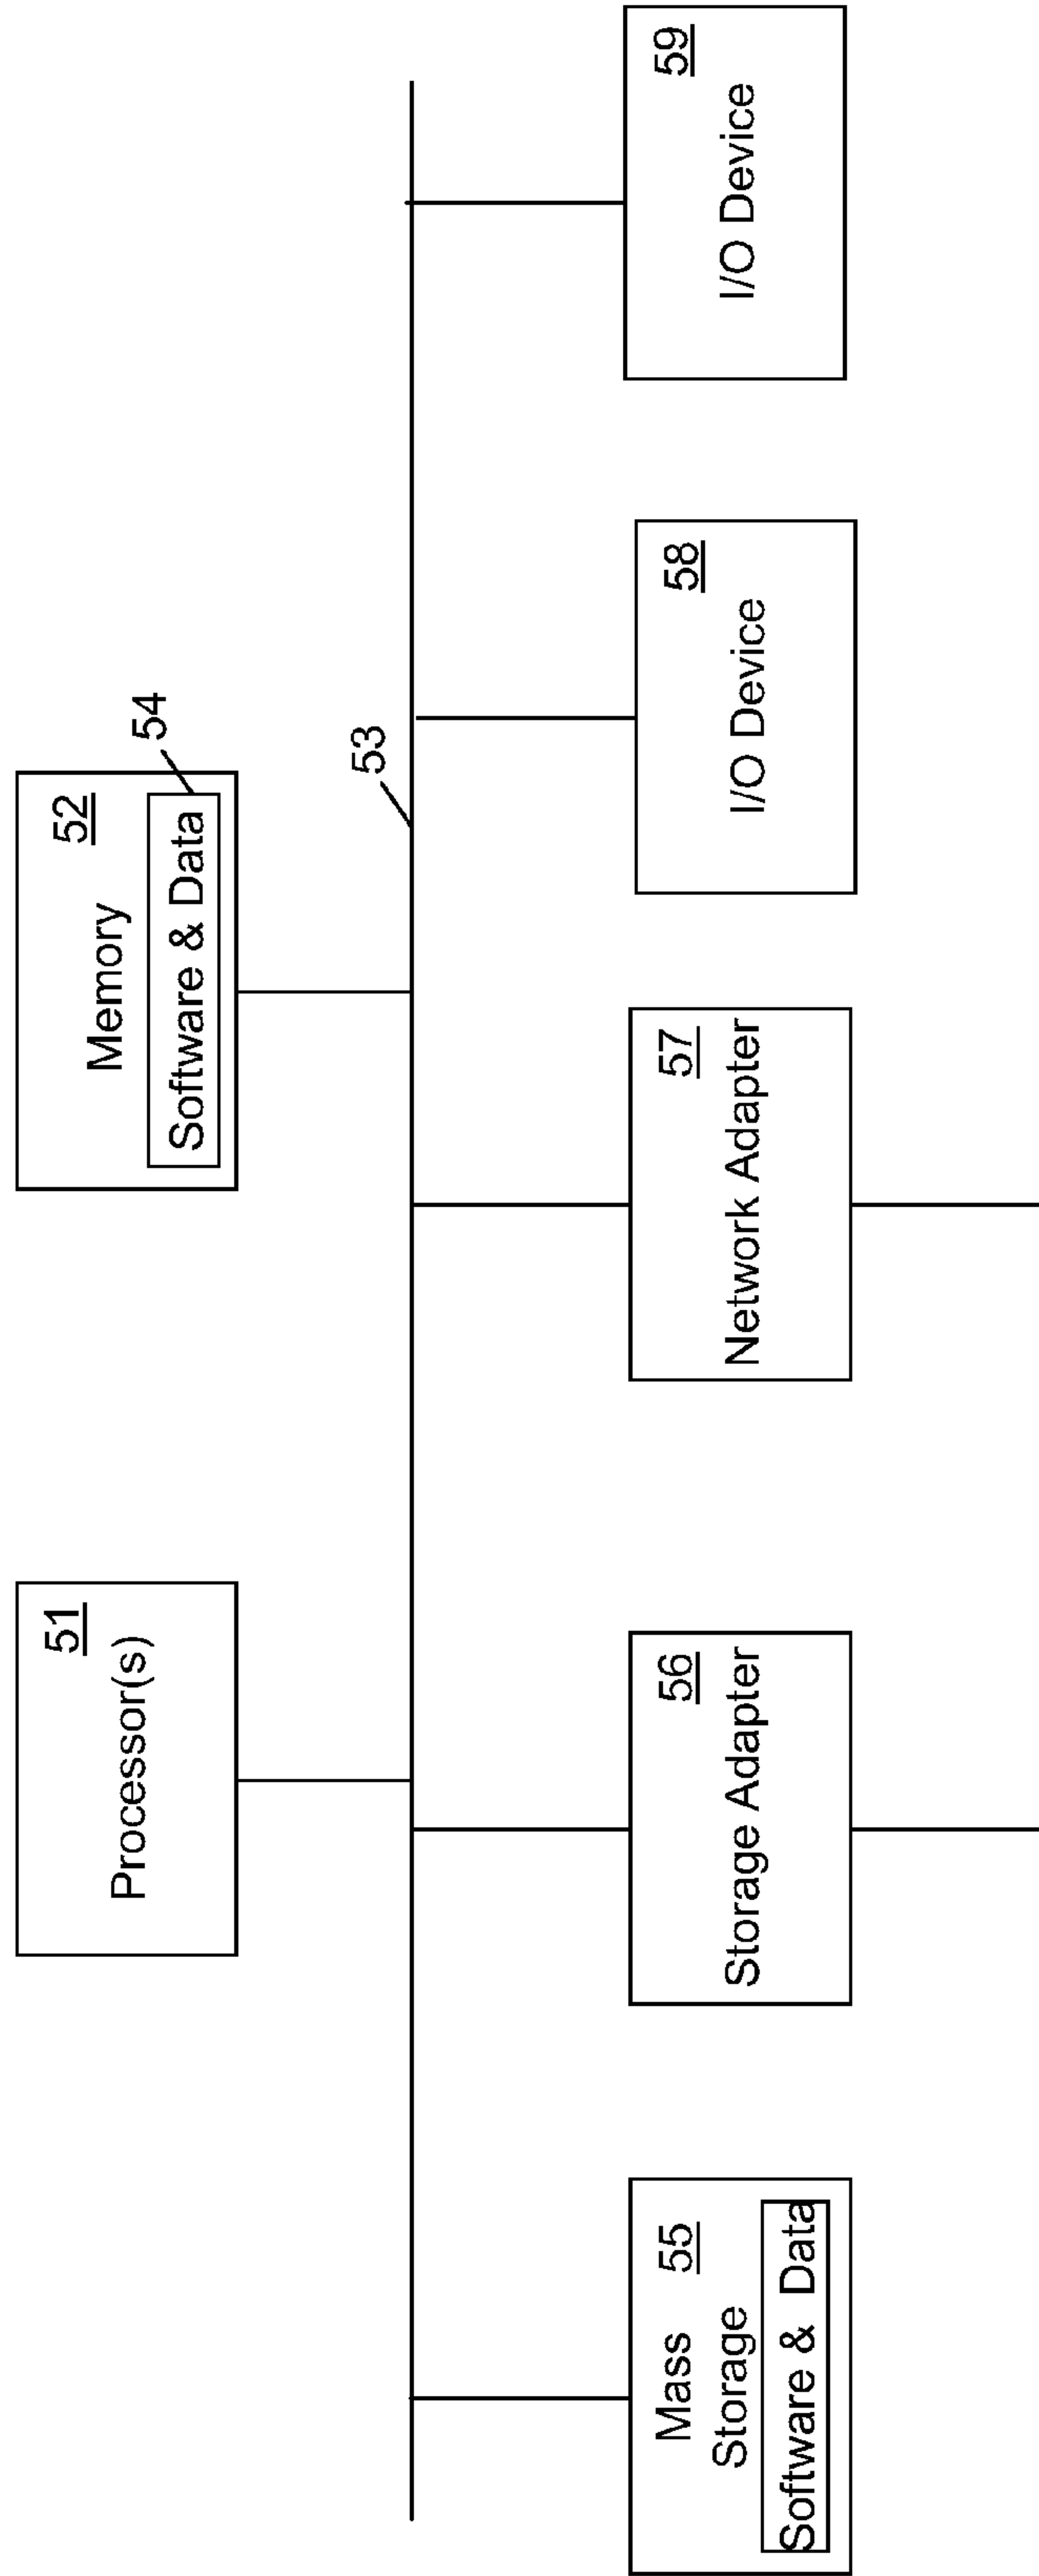 51
Processor(s)
52
Memory
Software & Data
54
53
55
Mass
Storage
Software & Data
56
Storage Adapter
57
Network Adapter
58
I/O Device
59
I/O Device